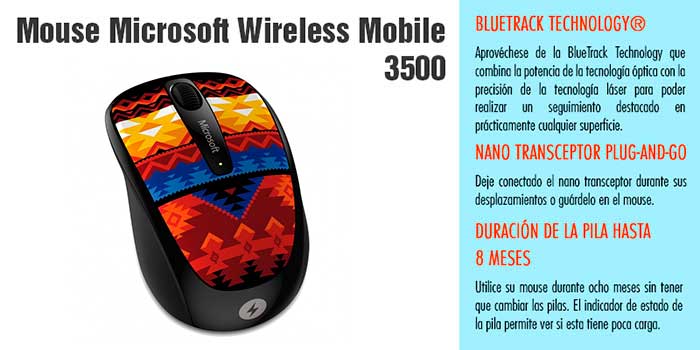 Mouse Microsoft Wireless Mobile
3500
Microsoft
BLUETRACK TECHNOLOGY®
Aprovéchese de la BlueTrack Technology que
combina la potencia de la tecnología óptica con la
precisión de la tecnología láser para poder
realizar un seguimiento destacado en
prácticamente cualquier superficie.
NANO TRANSCEPTOR PLUG-AND-GO
Deje conectado el nano transceptor durante sus
desplazamientos o guárdelo en el mouse.
DURACIÓN DE LA PILA HASTA
8 MESES
Utilice su mouse durante ocho meses sin tener
que cambiar las pilas. El indicador de estado de
la pila permite ver si esta tiene poca carga.